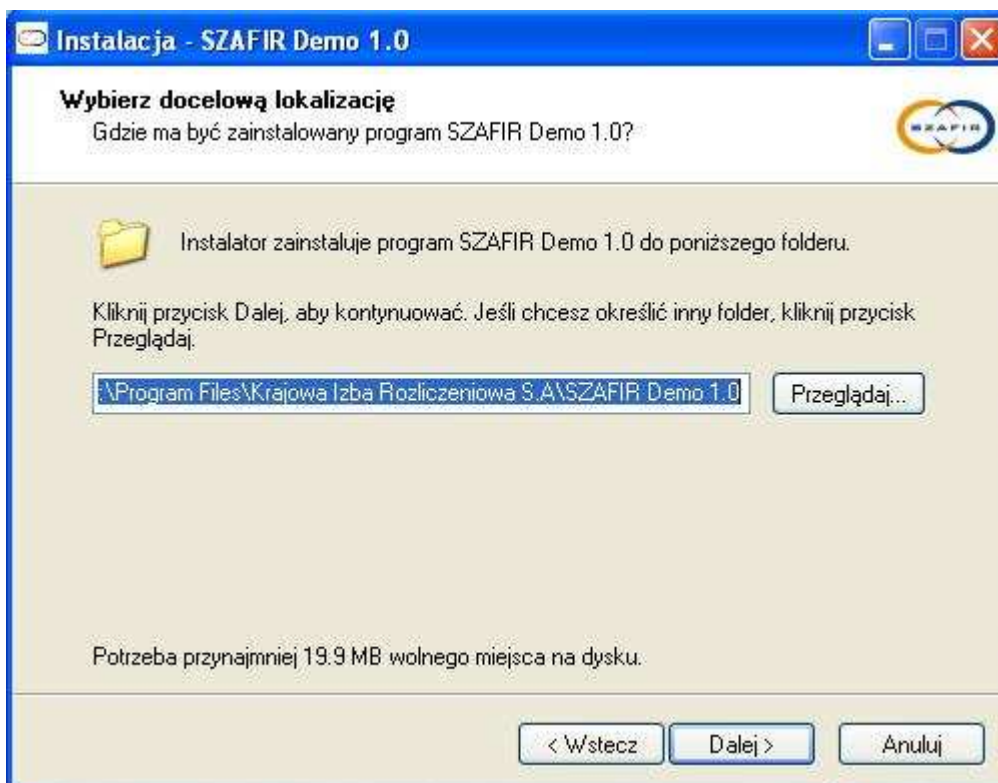 Instalacja - SZAFIR Demo 1.0
Wybierz docelową lokalizację
Gdzie ma być zainstalowany program SZAFIR Demo 1.0?
SZAFIR
Instalator zainstaluje program SZAFIR Demo 1.0 do poniższego folderu.
Kliknij przycisk Dalej, aby kontynuować. Jeśli chcesz określić inny folder, kliknij przycisk
Przeglądaj.
:\Program Files\Krajowa Izba Rozliczeniowa S.A\SZAFIR Demo 1.0
Przeglądaj...
Potrzeba przynajmniej 19.9 MB wolnego miejsca na dysku.
< Wstecz
Dalej >
Anuluj